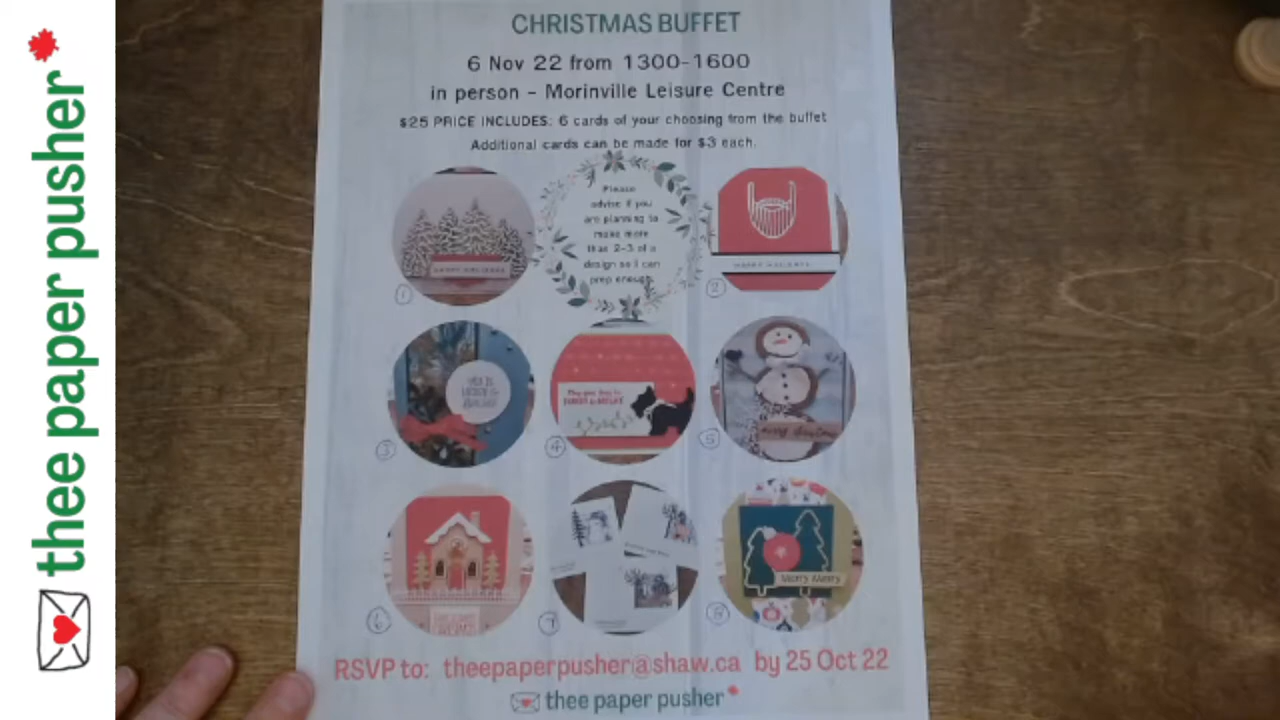 thee paper pusher
CHRISTMAS BUFFET
6 Nov 22 from 1300-1600
in person - Morinville Leisure Centre
$25 PRICE INCLUDES: 6 cards of your choosing from the buffet
Additional cards can be made for $3 each.
Please
advise if you
are planning to
make more
than 2-3 of a
design so I can
prep enough
1
2
HAPPY HOLIDAYS
3
4
5
Merry Christmas
6
7
8
Merry Merry
RSVP to: theepaperpusher@shaw.ca by 25 Oct 22
thee paper pusher